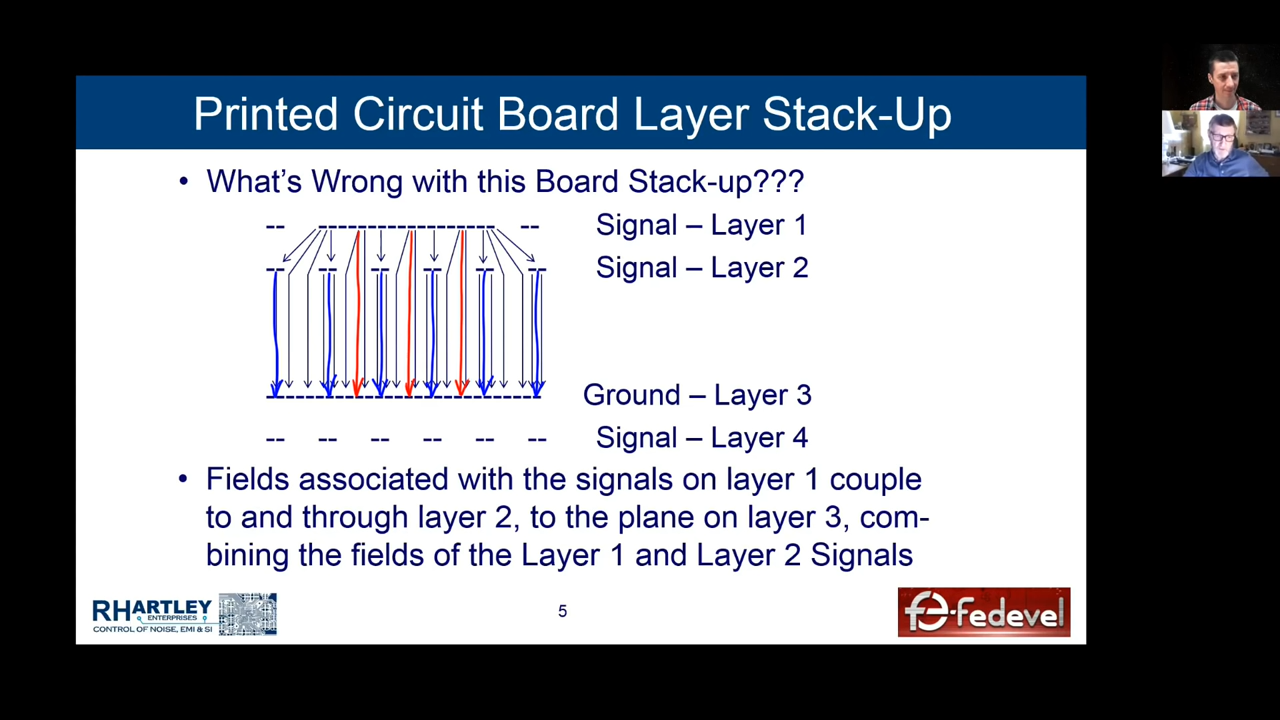 Printed Circuit Board Layer Stack-Up
• What's Wrong with this Board Stack-up???
Signal – Layer 1
Signal – Layer 2
Ground – Layer 3
Signal – Layer 4
• Fields associated with the signals on layer 1 couple
to and through layer 2, to the plane on layer 3, com-
bining the fields of the Layer 1 and Layer 2 Signals
RHARTLEY
ENTERPRISES
CONTROL OF NOISE, EMI & SI
5
fedevel